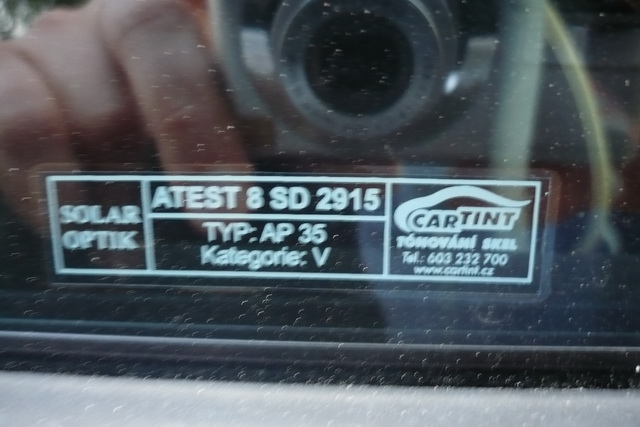 SOLAR
OPTIK
ATEST 8 SD 2915
TYP: AP 35
Kategorie: V
CARTINT
TÓNOVÁNÍ SKEL
Tel.: 603 232 700
www.cartint.cz